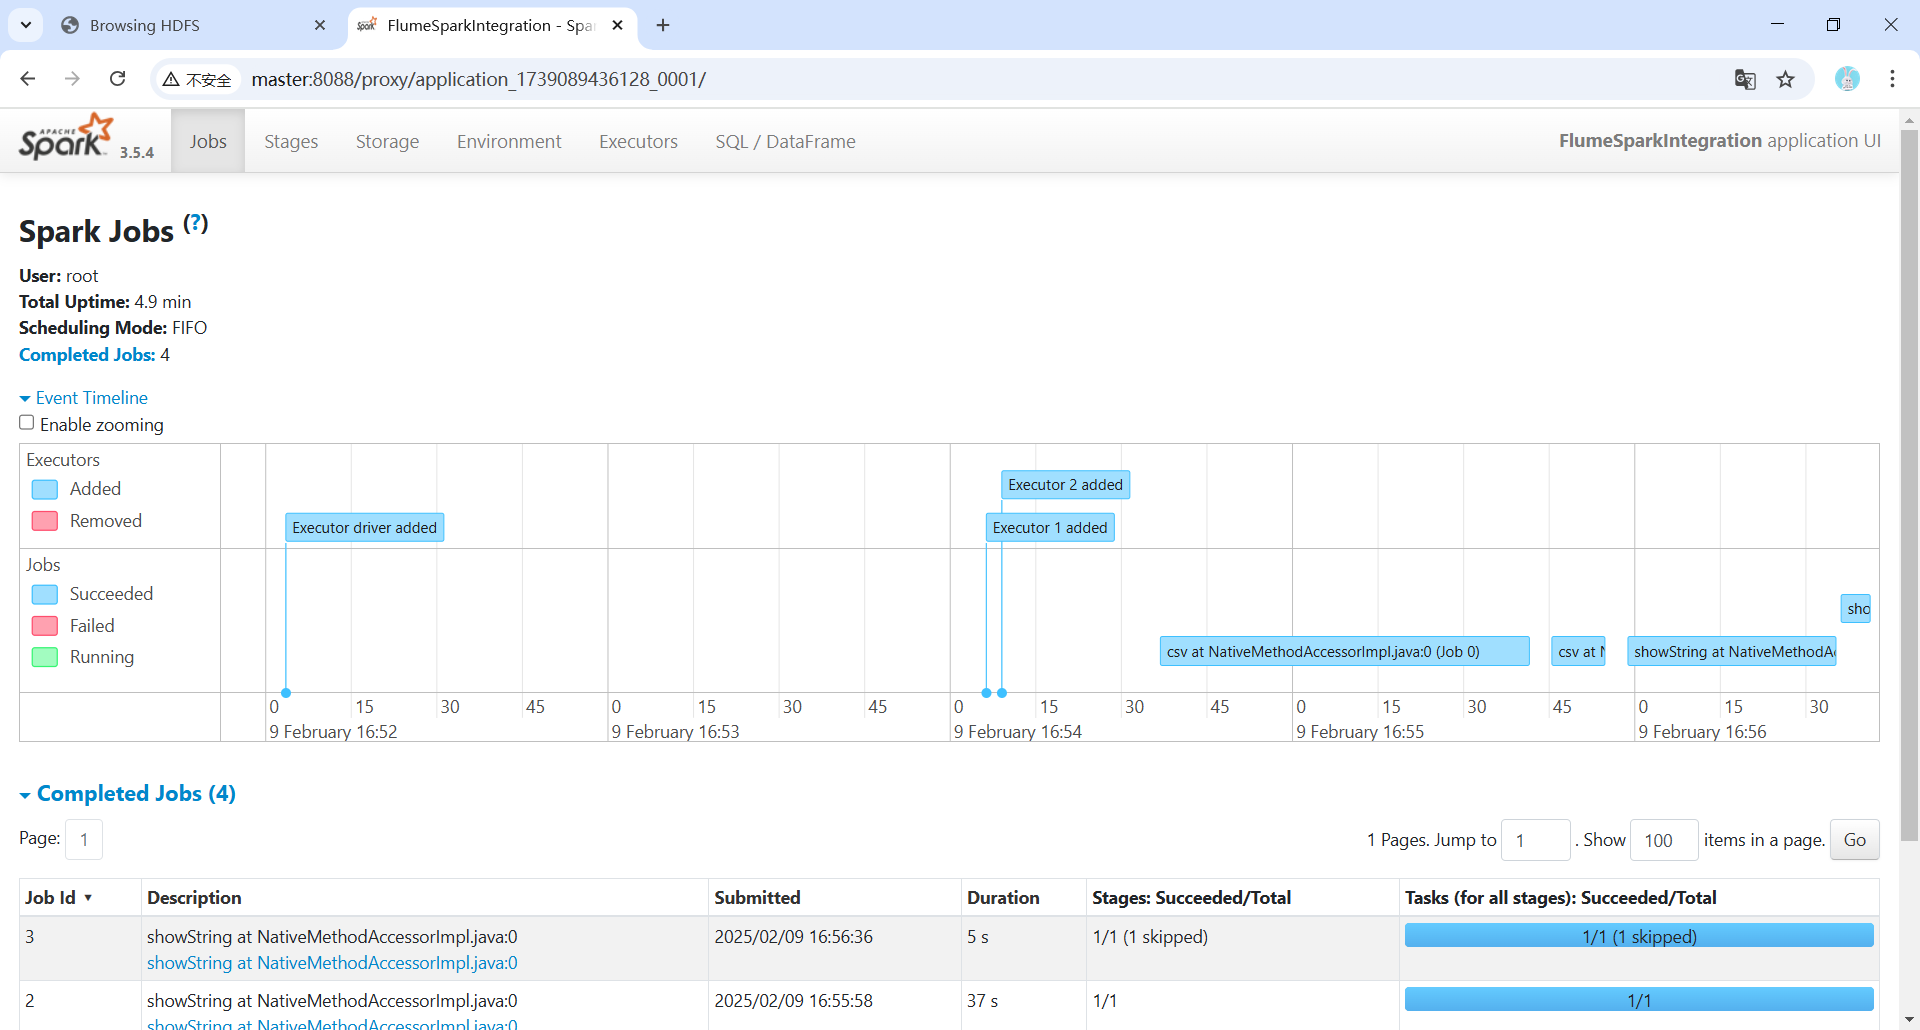 Browsing HDFS
FlumeSparkIntegration - Spa
不安全 master:8088/proxy/application_1739089436128_0001/
APACHE Spark 3.5.4 Jobs Stages Storage Environment Executors SQL / DataFrame FlumeSparkIntegration application UI
Spark Jobs (?)
User: root
Total Uptime: 4.9 min
Scheduling Mode: FIFO
Completed Jobs: 4
Event Timeline
Enable zooming
Executors
Added
Removed
Executor driver added
Executor 2 added
Executor 1 added
Jobs
Succeeded
Failed
Running
sho
csv at NativeMethodAccessorImpl.java:0 (Job 0)
csv at N
showString at NativeMethodA
0 15 30 45 0 15 30 45 0 15 30 45 0 15 30 45 0 15 30
9 February 16:52 9 February 16:53 9 February 16:54 9 February 16:55 9 February 16:56
Completed Jobs (4)
Page: 1
1 Pages. Jump to 1 . Show 100 items in a page. Go
Job Id ▾ Description Submitted Duration Stages: Succeeded/Total Tasks (for all stages): Succeeded/Total
3 showString at NativeMethodAccessorImpl.java:0 2025/02/09 16:56:36 5 s 1/1 (1 skipped) 1/1 (1 skipped)
showString at NativeMethodAccessorImpl.java:0
2 showString at NativeMethodAccessorImpl.java:0 2025/02/09 16:55:58 37 s 1/1 1/1
showString at NativeMethodAccessorImpl.java:0